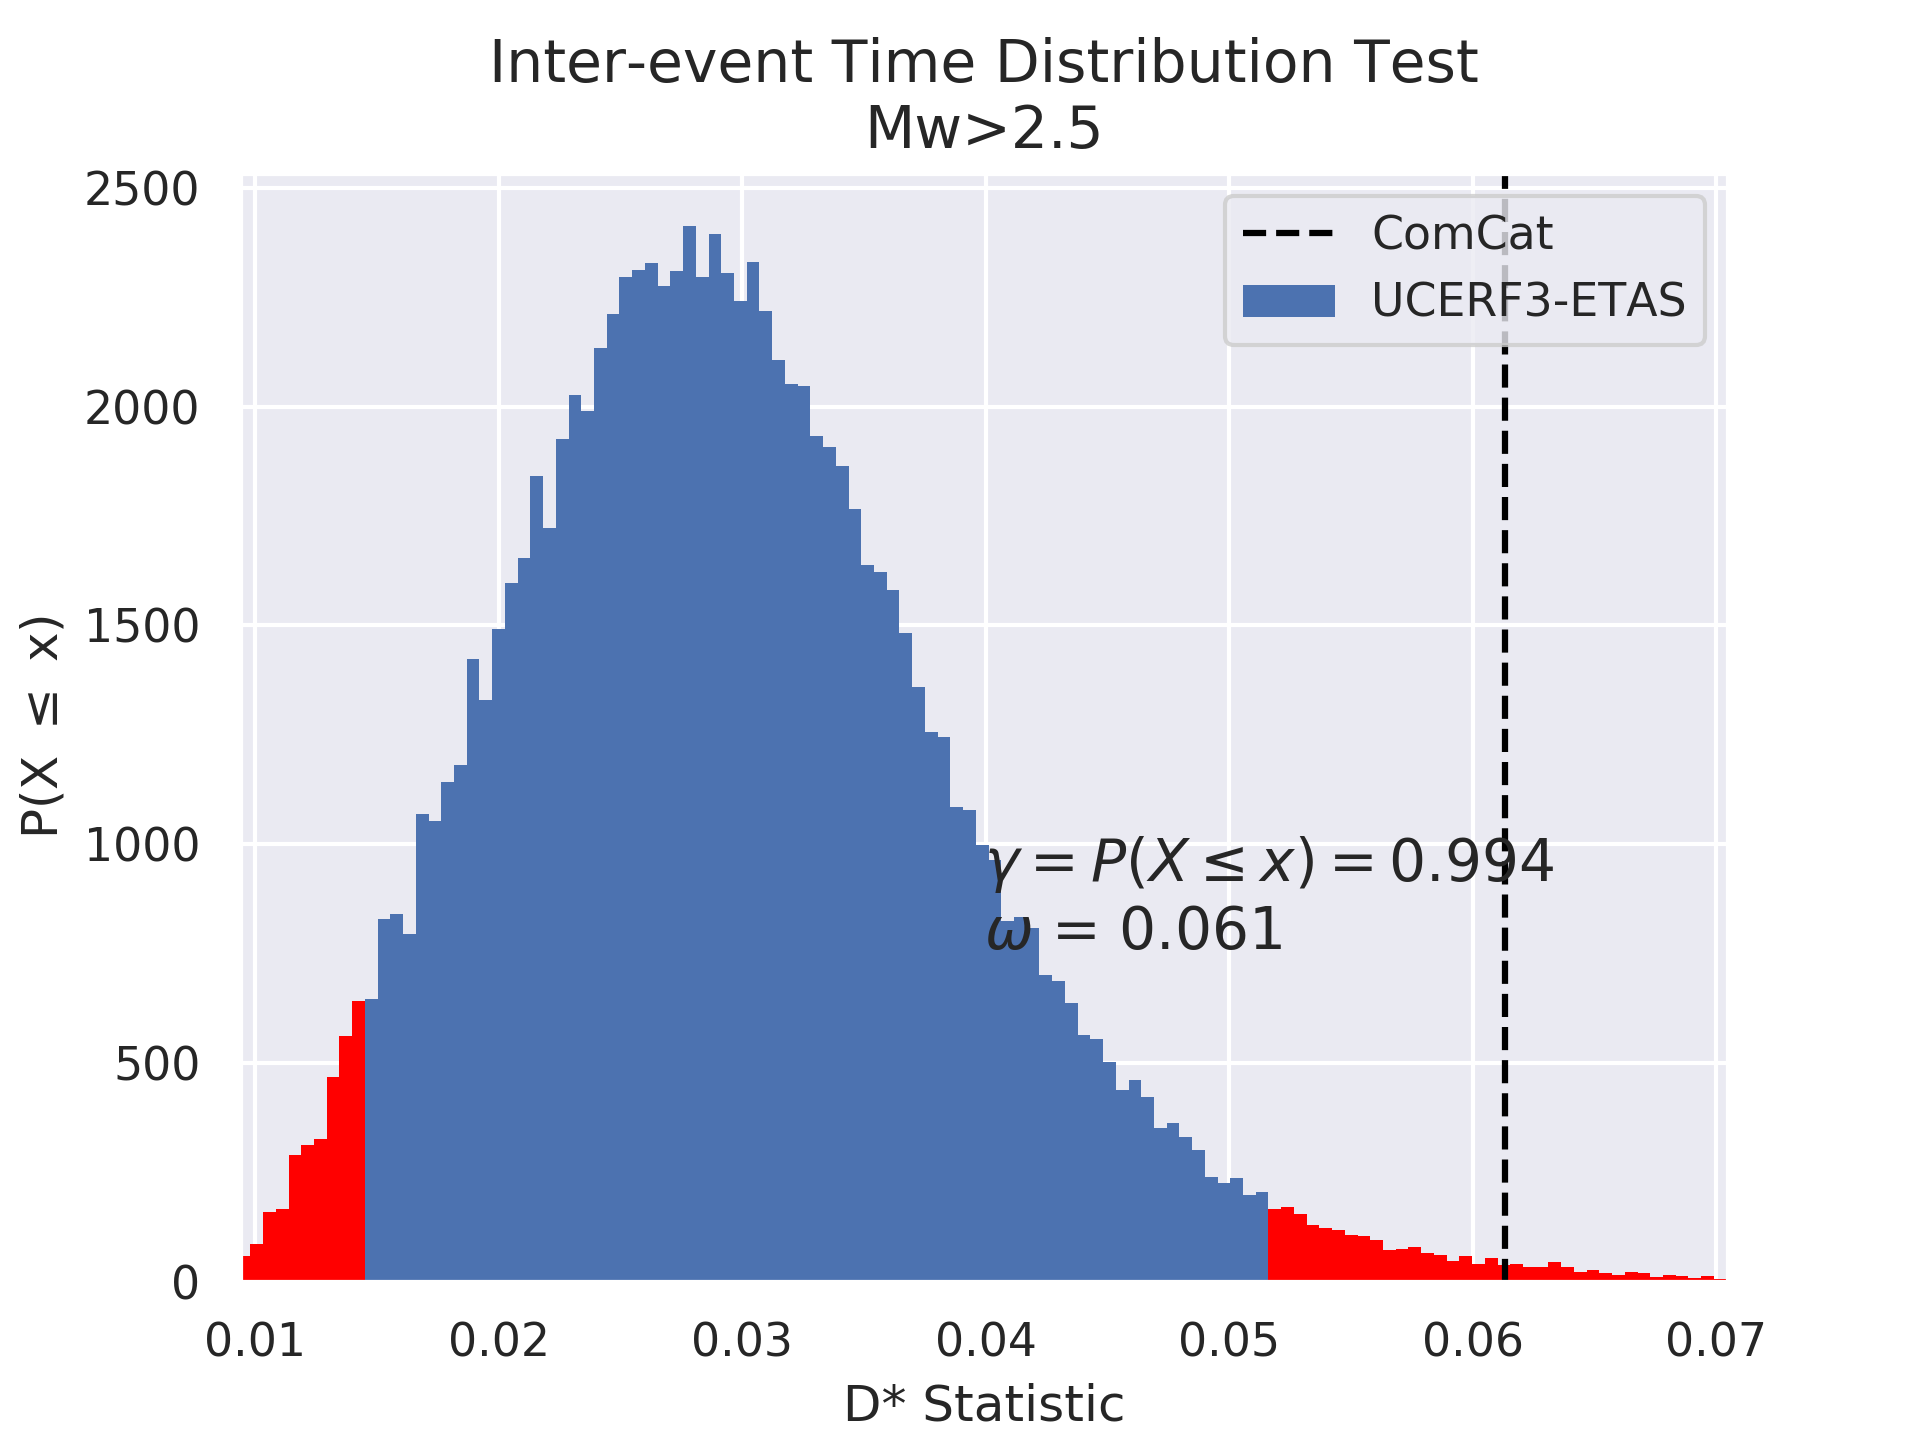 Inter-event Time Distribution Test
Mw>2.5
2500
2000
1500
1000
500
0
P(X ≤ x)
ComCat
UCERF3-ETAS
γ = P(X ≤ x) = 0.994
ω = 0.061
0.01 0.02 0.03 0.04 0.05 0.06 0.07
D* Statistic